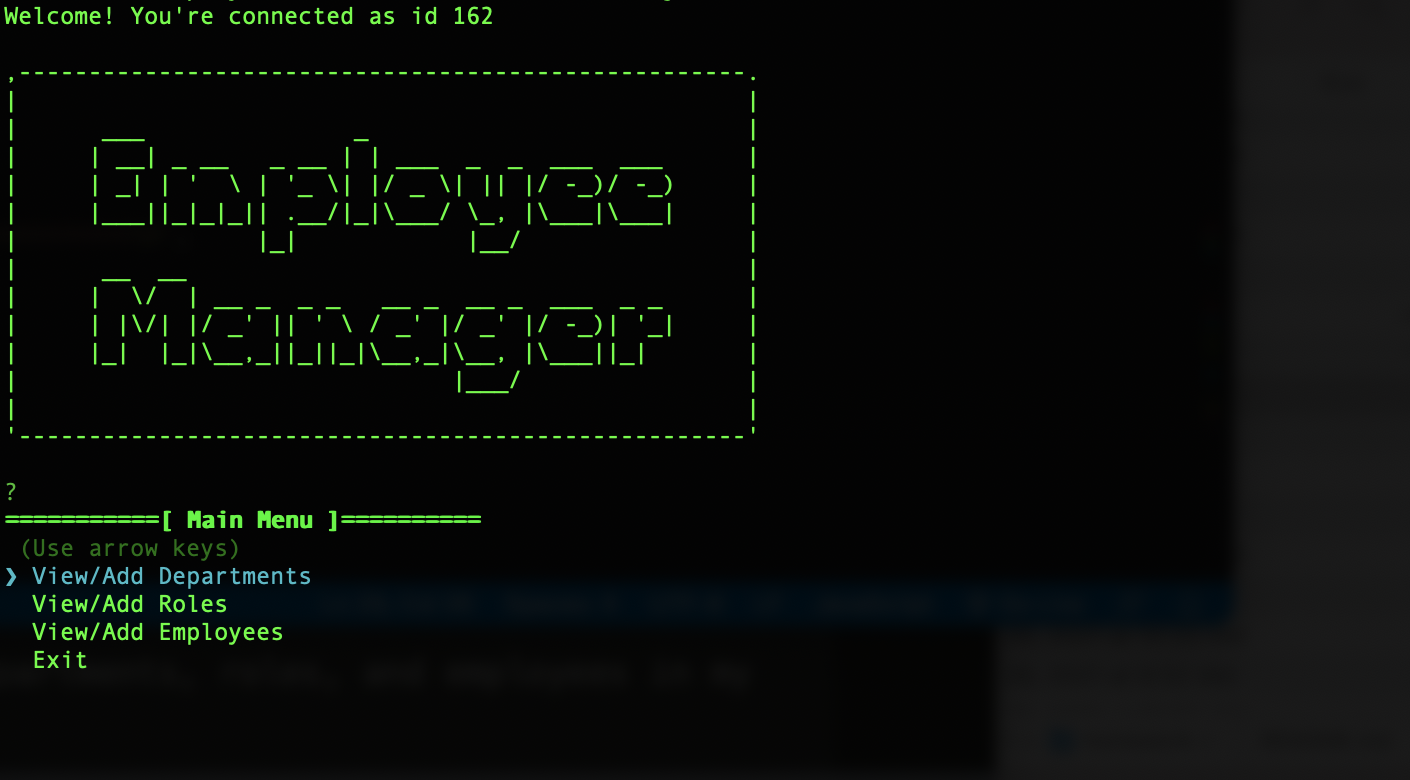 Welcome! You're connected as id 162
Employee
Manager
?
===========[ Main Menu ]==========
(Use arrow keys)
❯ View/Add Departments
View/Add Roles
View/Add Employees
Exit